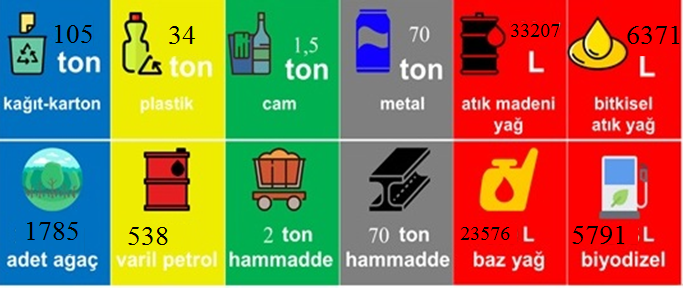 105
ton
kağıt-karton
34
ton
plastik
1,5
ton
cam
70
ton
metal
33207
L
atık madeni
yağ
6371
L
bitkisel
atık yağ
1785
adet agaç
538
varil petrol
2 ton
hammadde
70 ton
hammadde
23576 L
baz yağ
5791 L
biyodizel